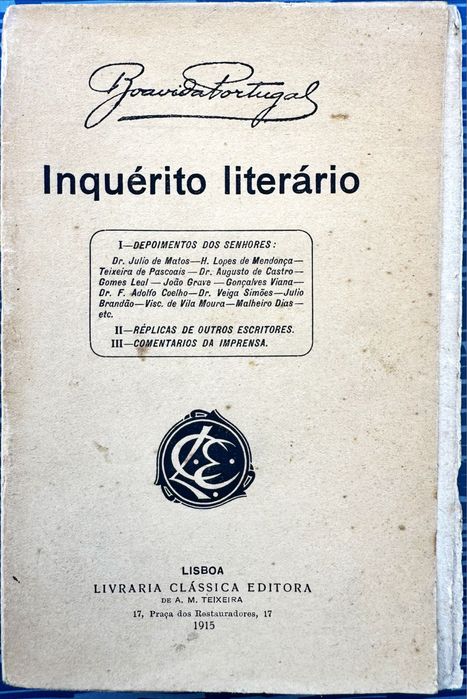 Boavida Portugal
Inquérito literário
I—DEPOIMENTOS DOS SENHORES:
Dr. Julio de Matos—H. Lopes de Mendonça—
Teixeira de Pascoais—Dr. Augusto de Castro—
Gomes Leal—João Grave—Gonçalves Viana—
Dr. F. Adolfo Coelho—Dr. Veiga Simões—Julio
Brandão—Visc. de Vila Moura—Malheiro Dias—
etc.
II—RÉPLICAS DE OUTROS ESCRITORES.
III—COMENTARIOS DA IMPRENSA.
LCE
LISBOA
LIVRARIA CLÁSSICA EDITORA
DE A. M. TEIXEIRA
17, Praça dos Restauradores, 17
1915